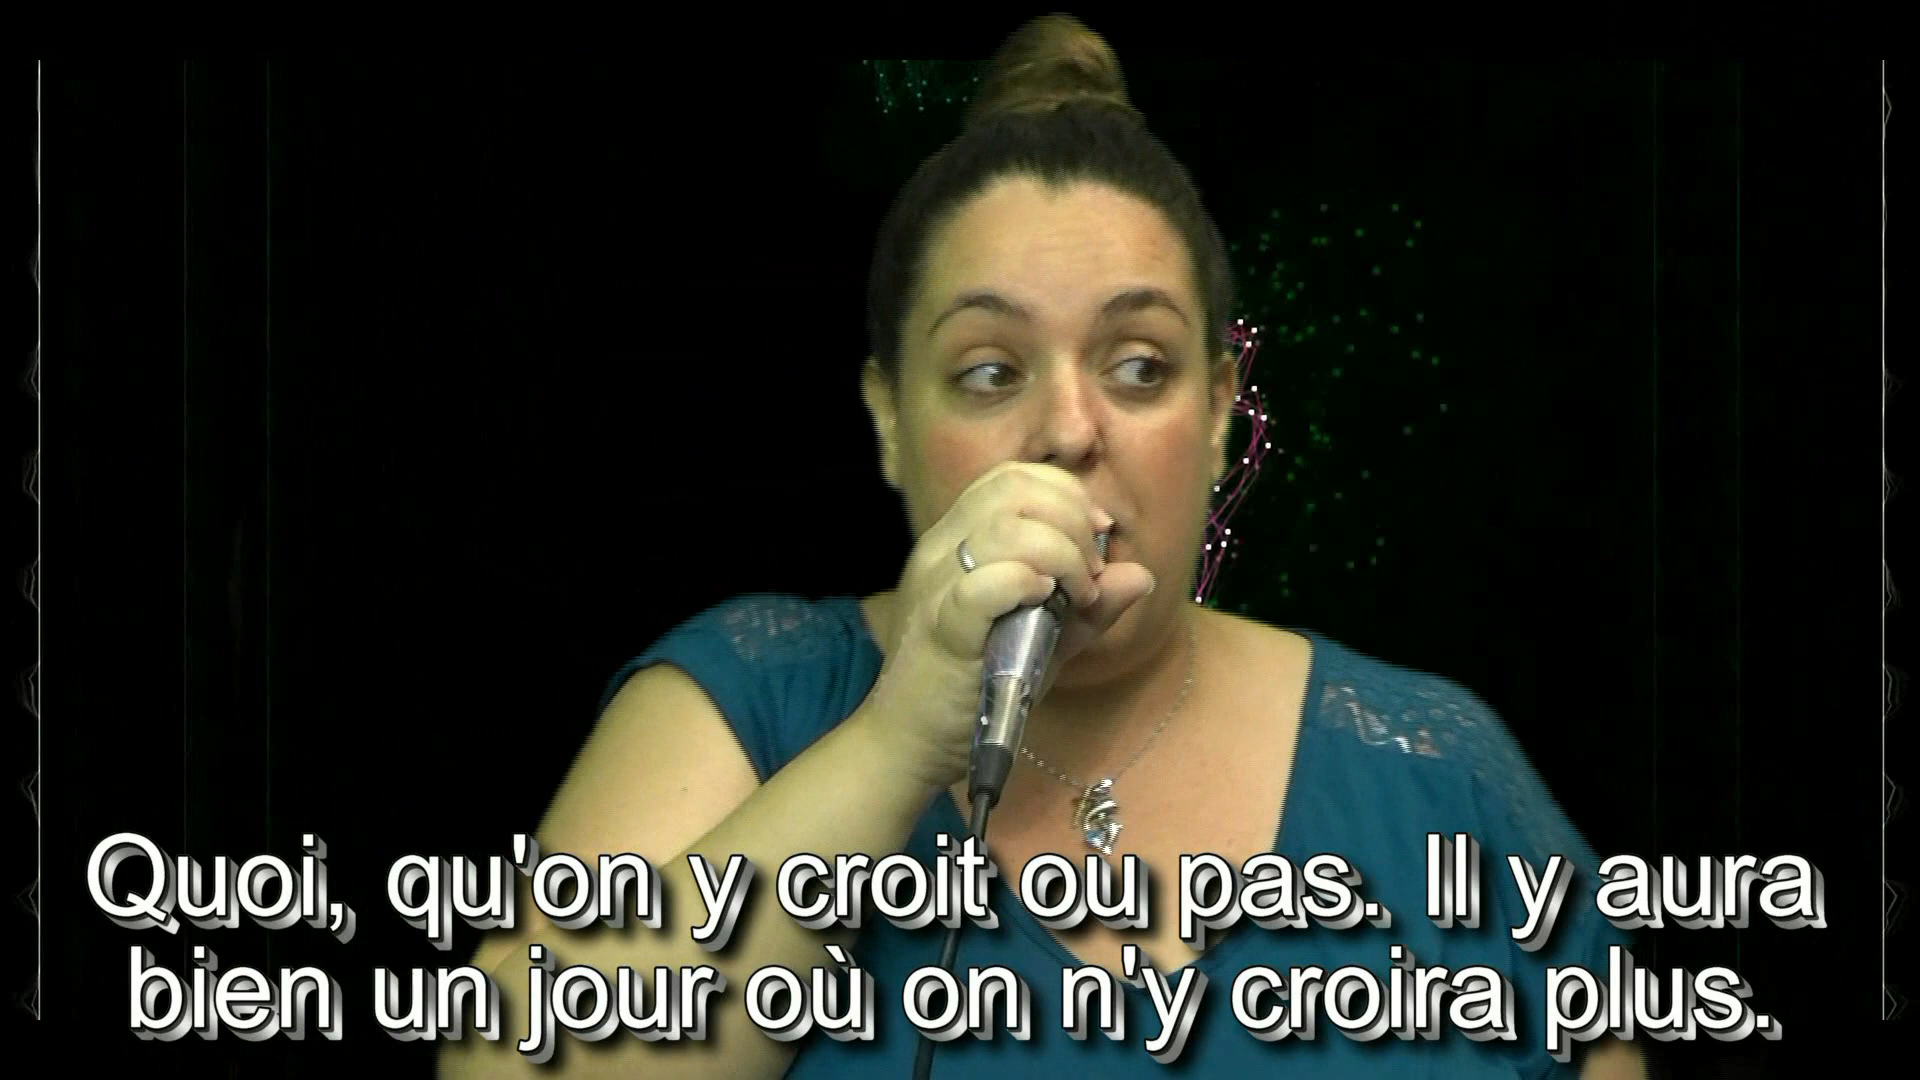 Quoi, qu'on y croit ou pas. Il y aura
bien un jour où on n'y croira plus.